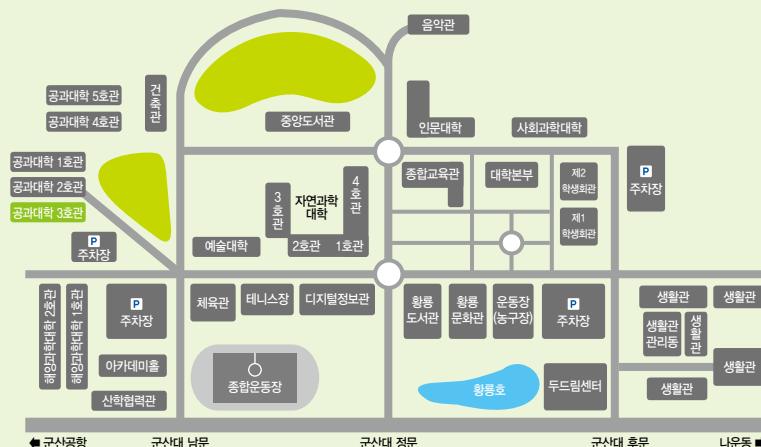 음악관
건축관
공과대학 5호관
공과대학 4호관
중앙도서관
인문대학
사회과학대학
공과대학 1호관
공과대학 2호관
공과대학 3호관
P
주차장
3호관
자연과학
대학
4호관
2호관
1호관
예술대학
종합교육관
대학본부
제2
학생회관
제1
학생회관
P
주차장
해양과학대학 2호관
해양과학대학 1호관
P
주차장
아카데미홀
산학협력관
체육관
테니스장
디지털정보관
종합운동장
황룡
도서관
황룡
문화관
운동장
(농구장)
P
주차장
황룡호
두드림센터
생활관
생활관
생활관
관리동
생활관
생활관
생활관
군산공항
군산대 남문
군산대 정문
군산대 후문
나운동